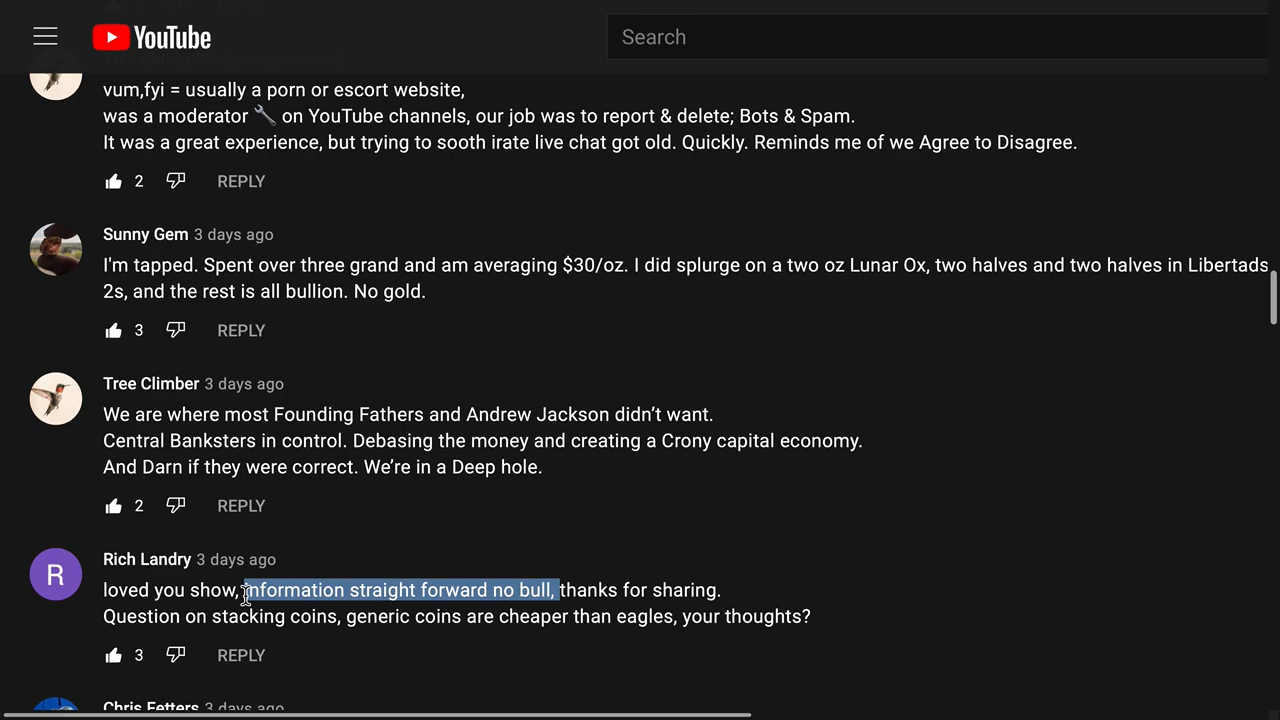 YouTube
Search
vum,fyi = usually a porn or escort website,
was a moderator 🔧 on YouTube channels, our job was to report & delete; Bots & Spam.
It was a great experience, but trying to sooth irate live chat got old. Quickly. Reminds me of we Agree to Disagree.
2 REPLY
Sunny Gem 3 days ago
I'm tapped. Spent over three grand and am averaging $30/oz. I did splurge on a two oz Lunar Ox, two halves and two halves in Libertads
2s, and the rest is all bullion. No gold.
3 REPLY
Tree Climber 3 days ago
We are where most Founding Fathers and Andrew Jackson didn’t want.
Central Banksters in control. Debasing the money and creating a Crony capital economy.
And Darn if they were correct. We’re in a Deep hole.
2 REPLY
R
Rich Landry 3 days ago
loved you show, information straight forward no bull, thanks for sharing.
Question on stacking coins, generic coins are cheaper than eagles, your thoughts?
3 REPLY
Chris Fetters 3 days ago